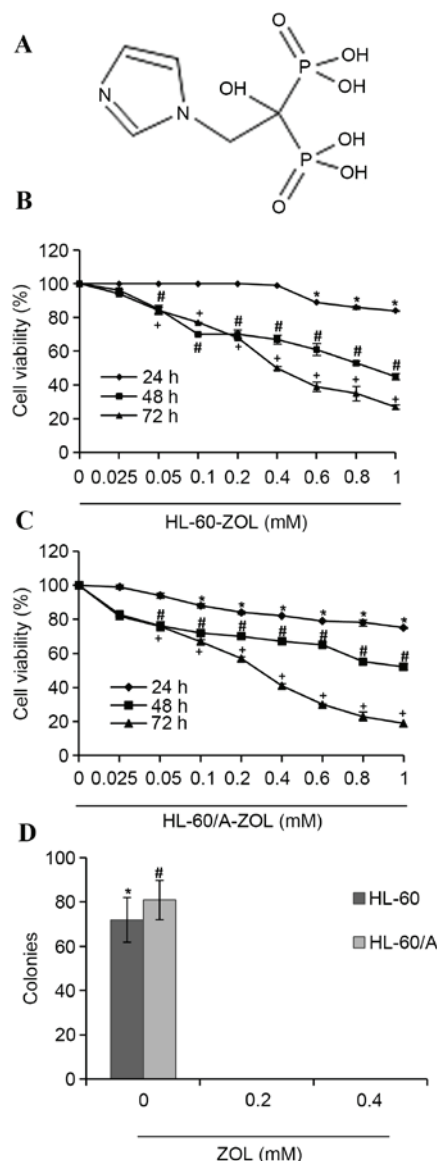 A
O
OH
P
OH
N
N
HO
OH
P
OH
O
B
120
100
80
60
40
20
0
Cell viability (%)
24 h
48 h
72 h
0 0.025 0.05 0.1 0.2 0.4 0.6 0.8 1
HL-60-ZOL (mM)
* * *
# # # # # # #
+ + + + + + +
C
120
100
80
60
40
20
0
Cell viability (%)
24 h
48 h
72 h
0 0.025 0.05 0.1 0.2 0.4 0.6 0.8 1
HL-60/A-ZOL (mM)
* * * * * *
# # # # # # #
+ + + + + + +
D
100
80
60
40
20
0
Colonies
* #
HL-60
HL-60/A
0 0.2 0.4
ZOL (mM)